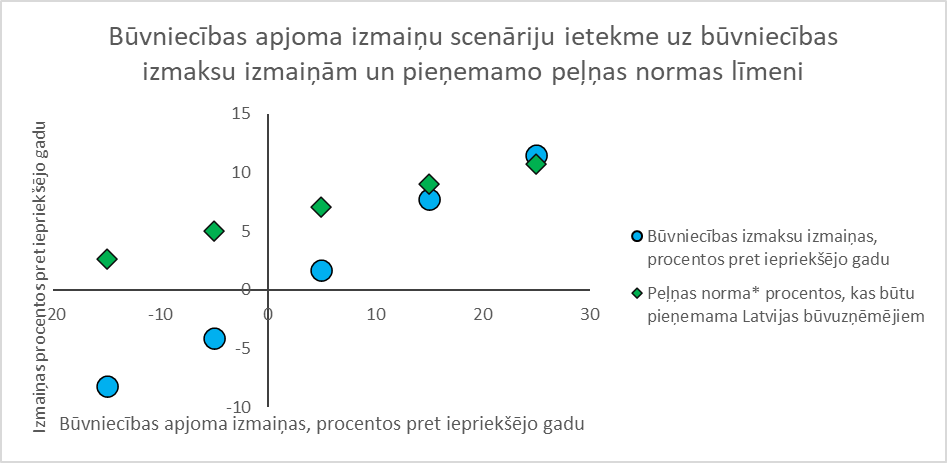 Būvniecības apjoma izmaiņu scenāriju ietekme uz būvniecības
izmaksu izmaiņām un pieņemamo peļņas normas līmeni
Izmaiņas procentos pret iepriekšējo gadu
15
10
5
0
-5
-10
-20
-10
0
10
20
30
Būvniecības apjoma izmaiņas, procentos pret iepriekšējo gadu
Būvniecības izmaksu izmaiņas,
procentos pret iepriekšējo gadu
Peļņas norma* procentos, kas būtu
pieņemama Latvijas būvuzņēmējiem